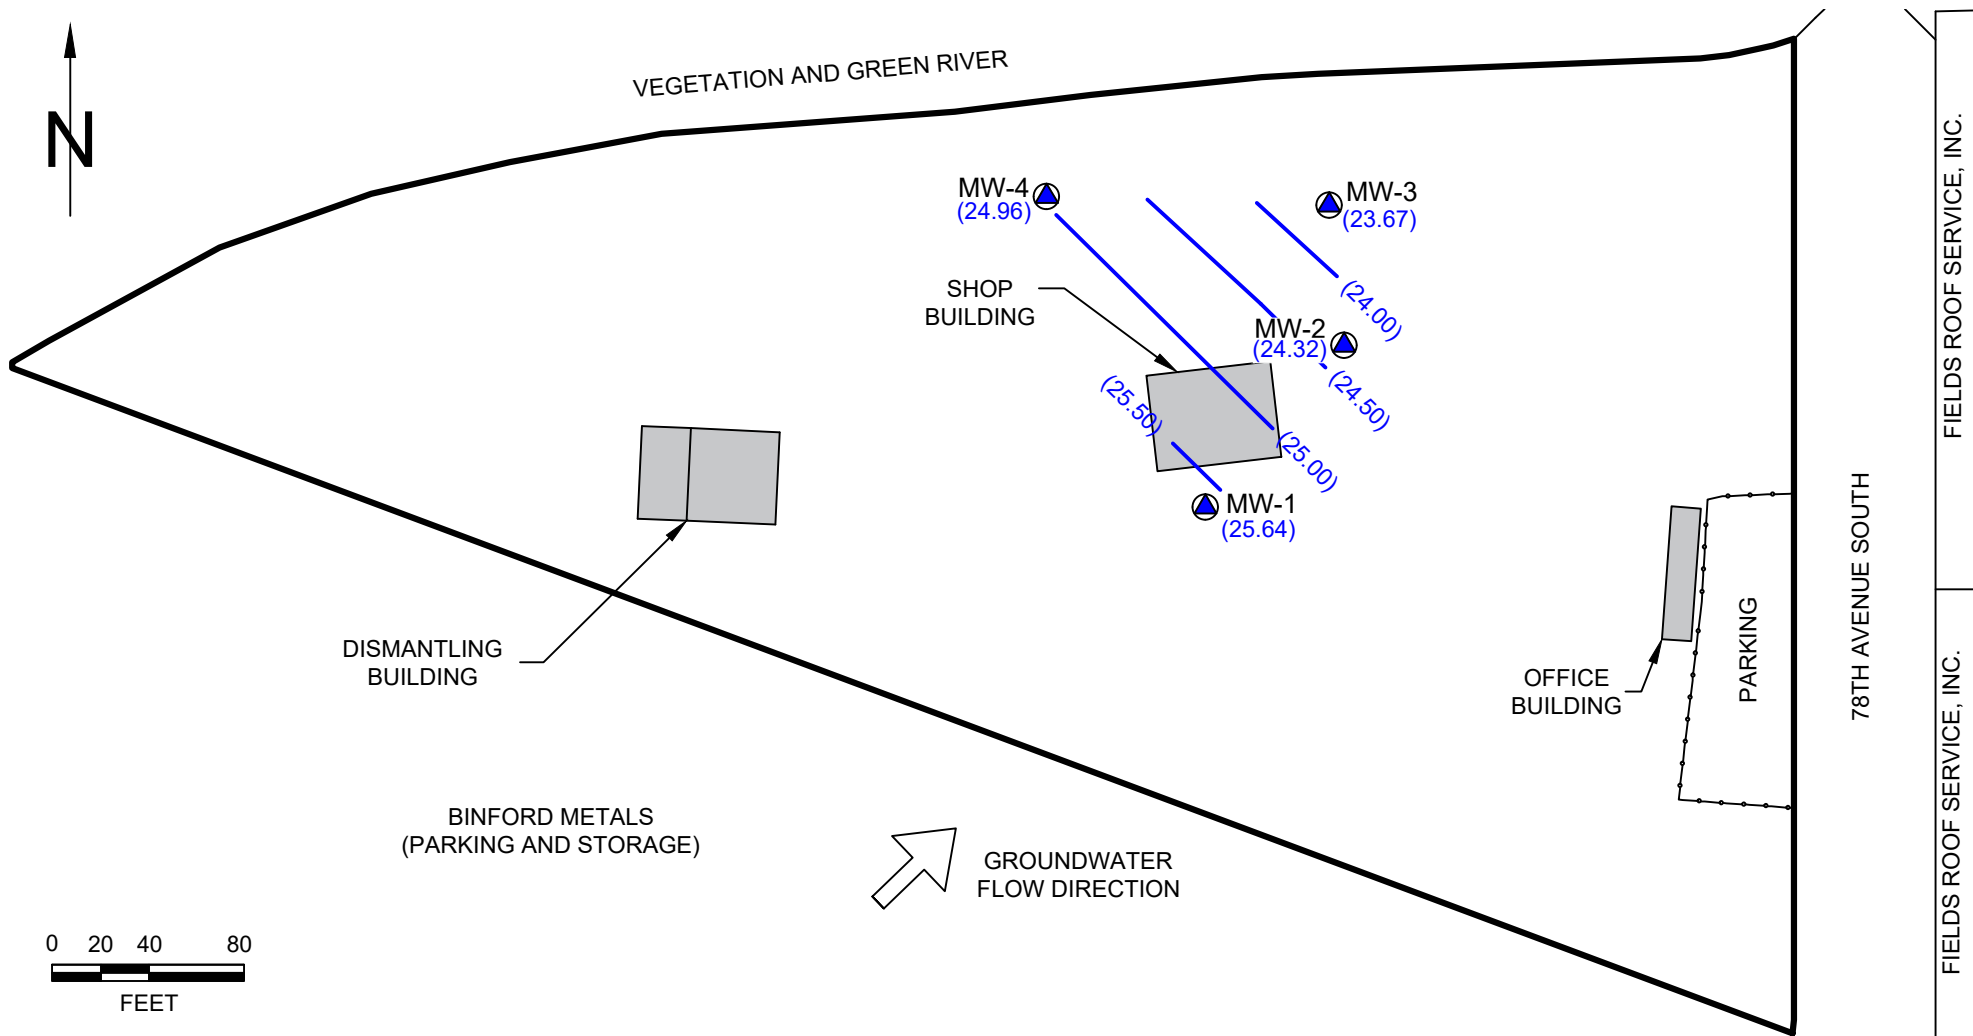 N
VEGETATION AND GREEN RIVER
MW-4
(24.96)
MW-3
(23.67)
SHOP
BUILDING
(24.00)
MW-2
(24.32)
(24.50)
(25.50)
(25.00)
MW-1
(25.64)
DISMANTLING
BUILDING
OFFICE
BUILDING
PARKING
78TH AVENUE SOUTH
FIELDS ROOF SERVICE, INC.
FIELDS ROOF SERVICE, INC.
BINFORD METALS
(PARKING AND STORAGE)
GROUNDWATER
FLOW DIRECTION
0 20 40 80
FEET